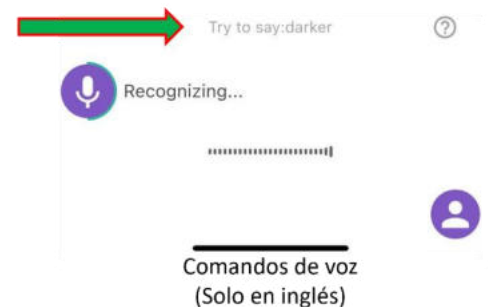 Try to say:darker
Recognizing...
Comandos de voz
(Solo en inglés)